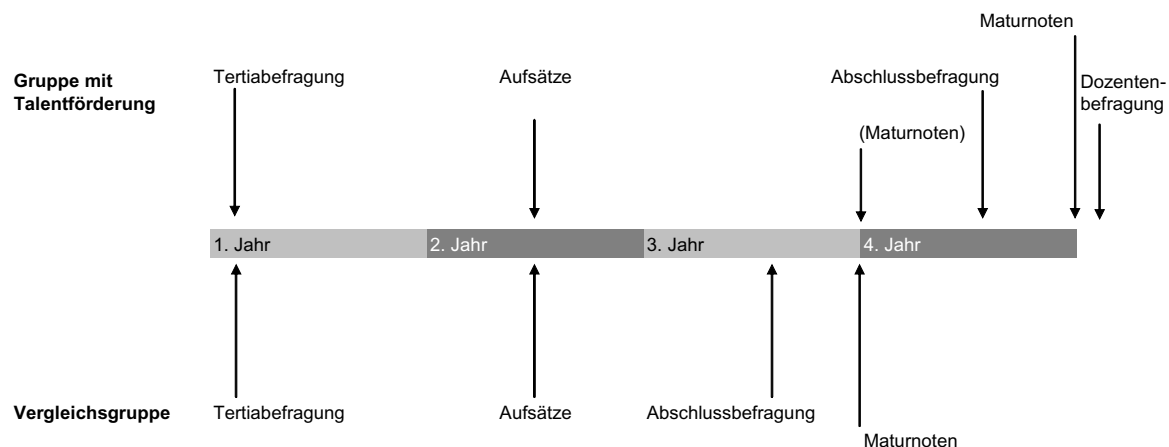 Maturnoten
Gruppe mit
Talentförderung
Tertiabefragung
Aufsätze
Abschlussbefragung
Dozenten-
befragung
(Maturnoten)
1. Jahr
2. Jahr
3. Jahr
4. Jahr
Vergleichsgruppe
Tertiabefragung
Aufsätze
Abschlussbefragung
Maturnoten